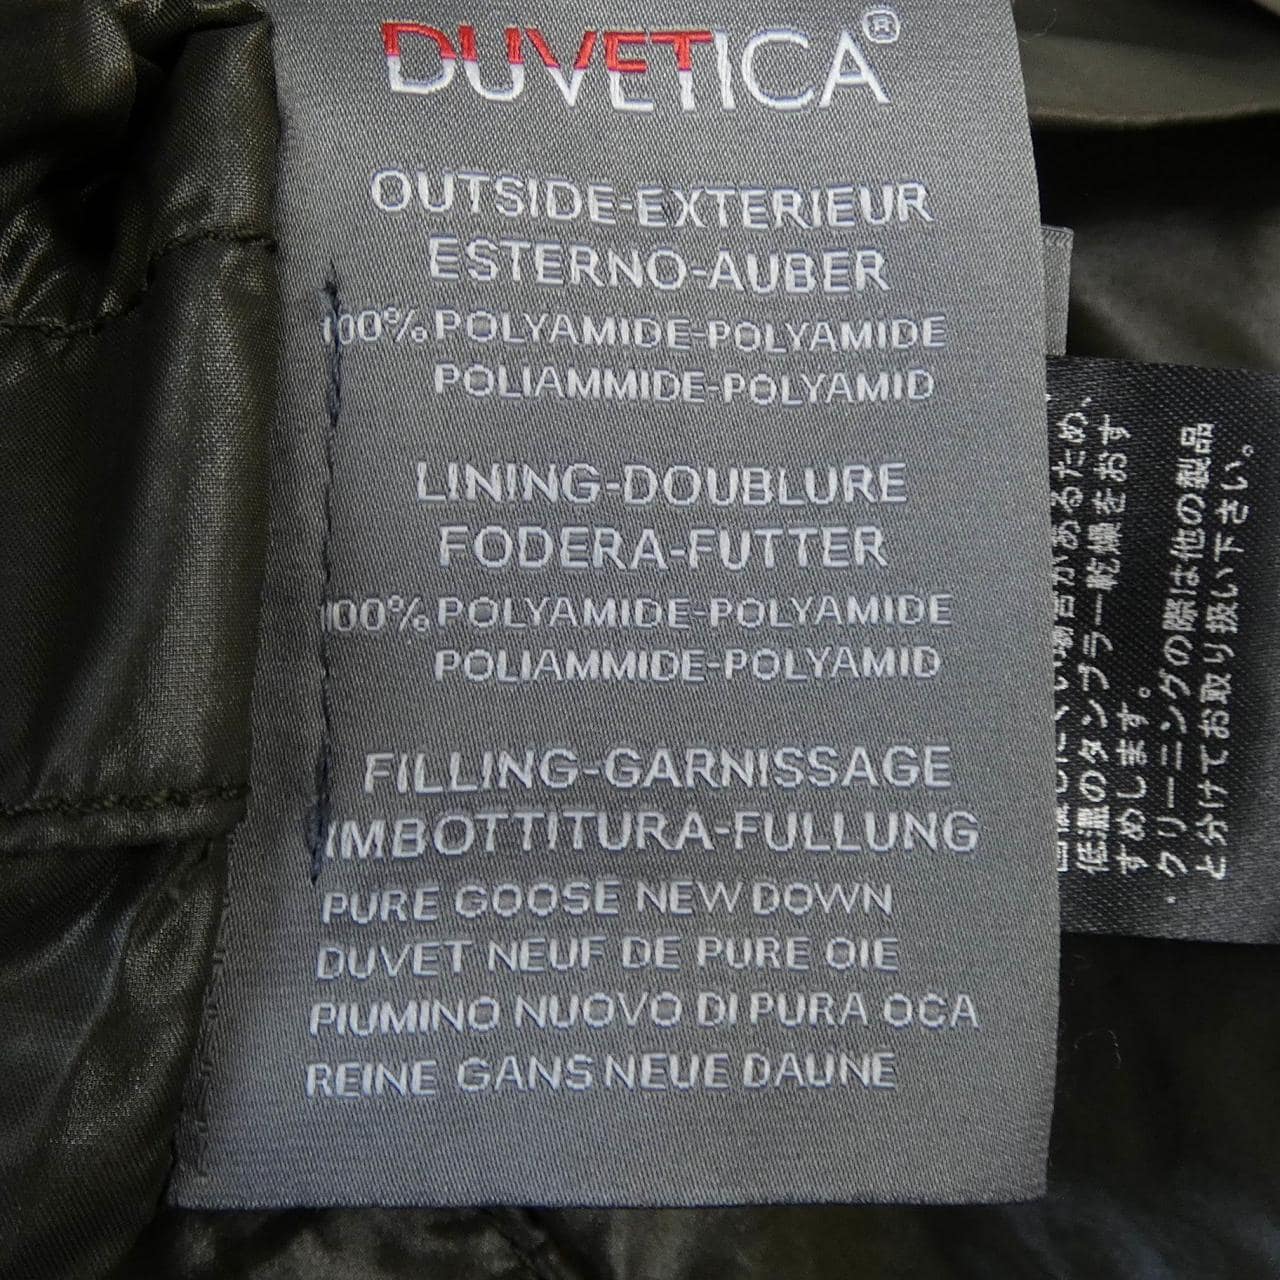 DUVETICA®
OUTSIDE-EXTERIEUR
ESTERNO-AUBER
100% POLYAMIDE-POLYAMIDE
POLIAMMIDE-POLYAMID
LINING-DOUBLURE
FODERA-FUTTER
100% POLYAMIDE-POLYAMIDE
POLIAMMIDE-POLYAMID
FILLING-GARNISSAGE
IMBOTTITURA-FULLUNG
PURE GOOSE NEW DOWN
DUVET NEUF DE PURE OIE
PIUMINO NUOVO DI PURA OCA
REINE GANS NEUE DAUNE
場合があるため、
低温のタンブラー乾燥をおす
すめします。
・クリーニングの際は他の製品
と分けてお取り扱い下さい。